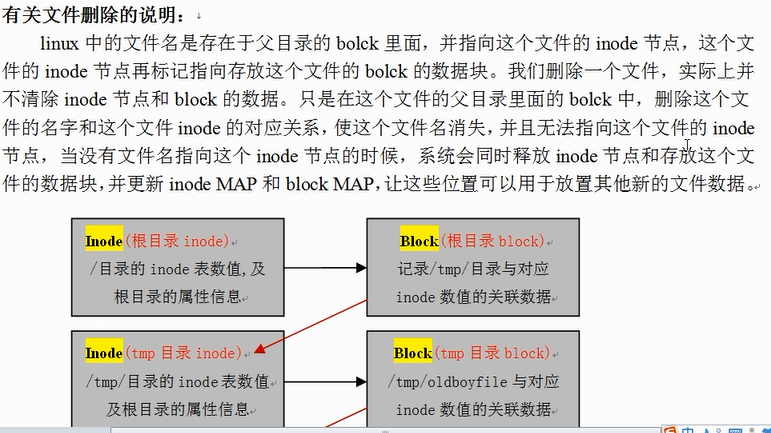 有关文件删除的说明：
linux 中的文件名是存在于父目录的 bolck 里面，并指向这个文件的 inode 节点，这个文
件的 inode 节点再标记指向存放这个文件的 bolck 的数据块。我们删除一个文件，实际上并
不清除 inode 节点和 block 的数据。只是在这个文件的父目录里面的 bolck 中，删除这个文
件的名字和这个文件 inode 的对应关系，使这个文件名消失，并且无法指向这个文件的 inode
节点，当没有文件名指向这个 inode 节点的时候，系统会同时释放 inode 节点和存放这个文
件的数据块，并更新 inode MAP 和 block MAP，让这些位置可以用于放置其他新的文件数据。
Inode(根目录 inode)
/目录的 inode 表数值,及
根目录的属性信息
Block(根目录 block)
记录/tmp/目录与对应
inode 数值的关联数据
Inode(tmp 目录 inode)
/tmp/目录的 inode 表数值
及根目录的属性信息
Block(tmp 目录 block)
/tmp/oldboyfile 与对应
inode 数值的关联数据